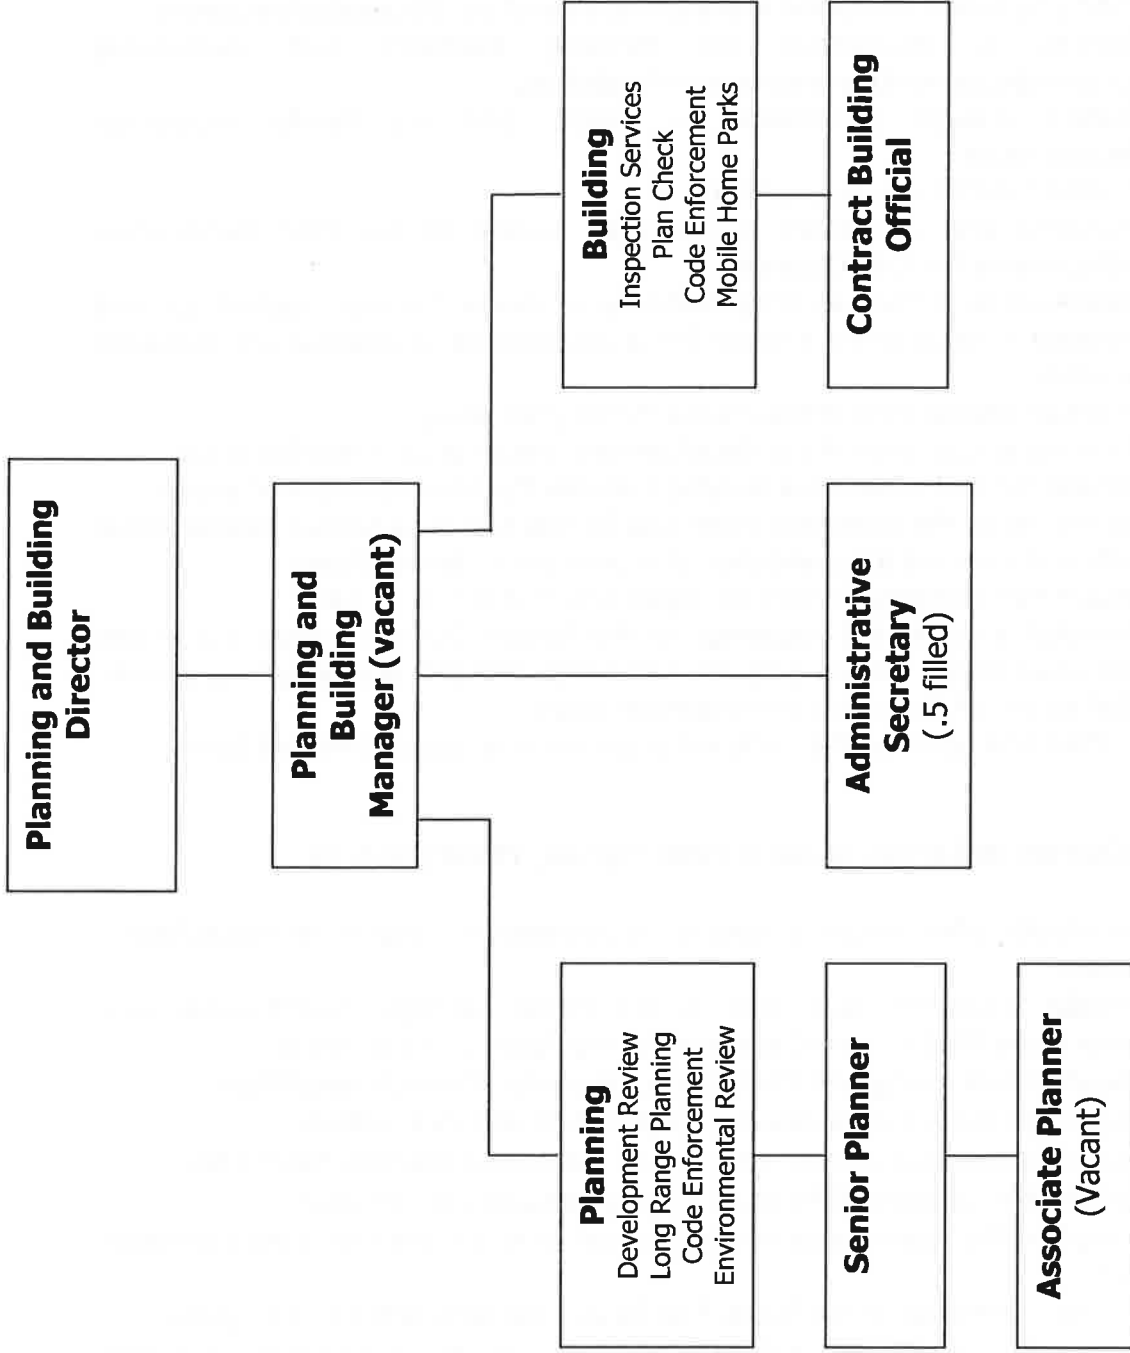 Planning and Building
Director
Planning and
Building
Manager (vacant)
Planning
Development Review
Long Range Planning
Code Enforcement
Environmental Review
Senior Planner
Associate Planner
(Vacant)
Administrative
Secretary
(.5 filled)
Building
Inspection Services
Plan Check
Code Enforcement
Mobile Home Parks
Contract Building
Official